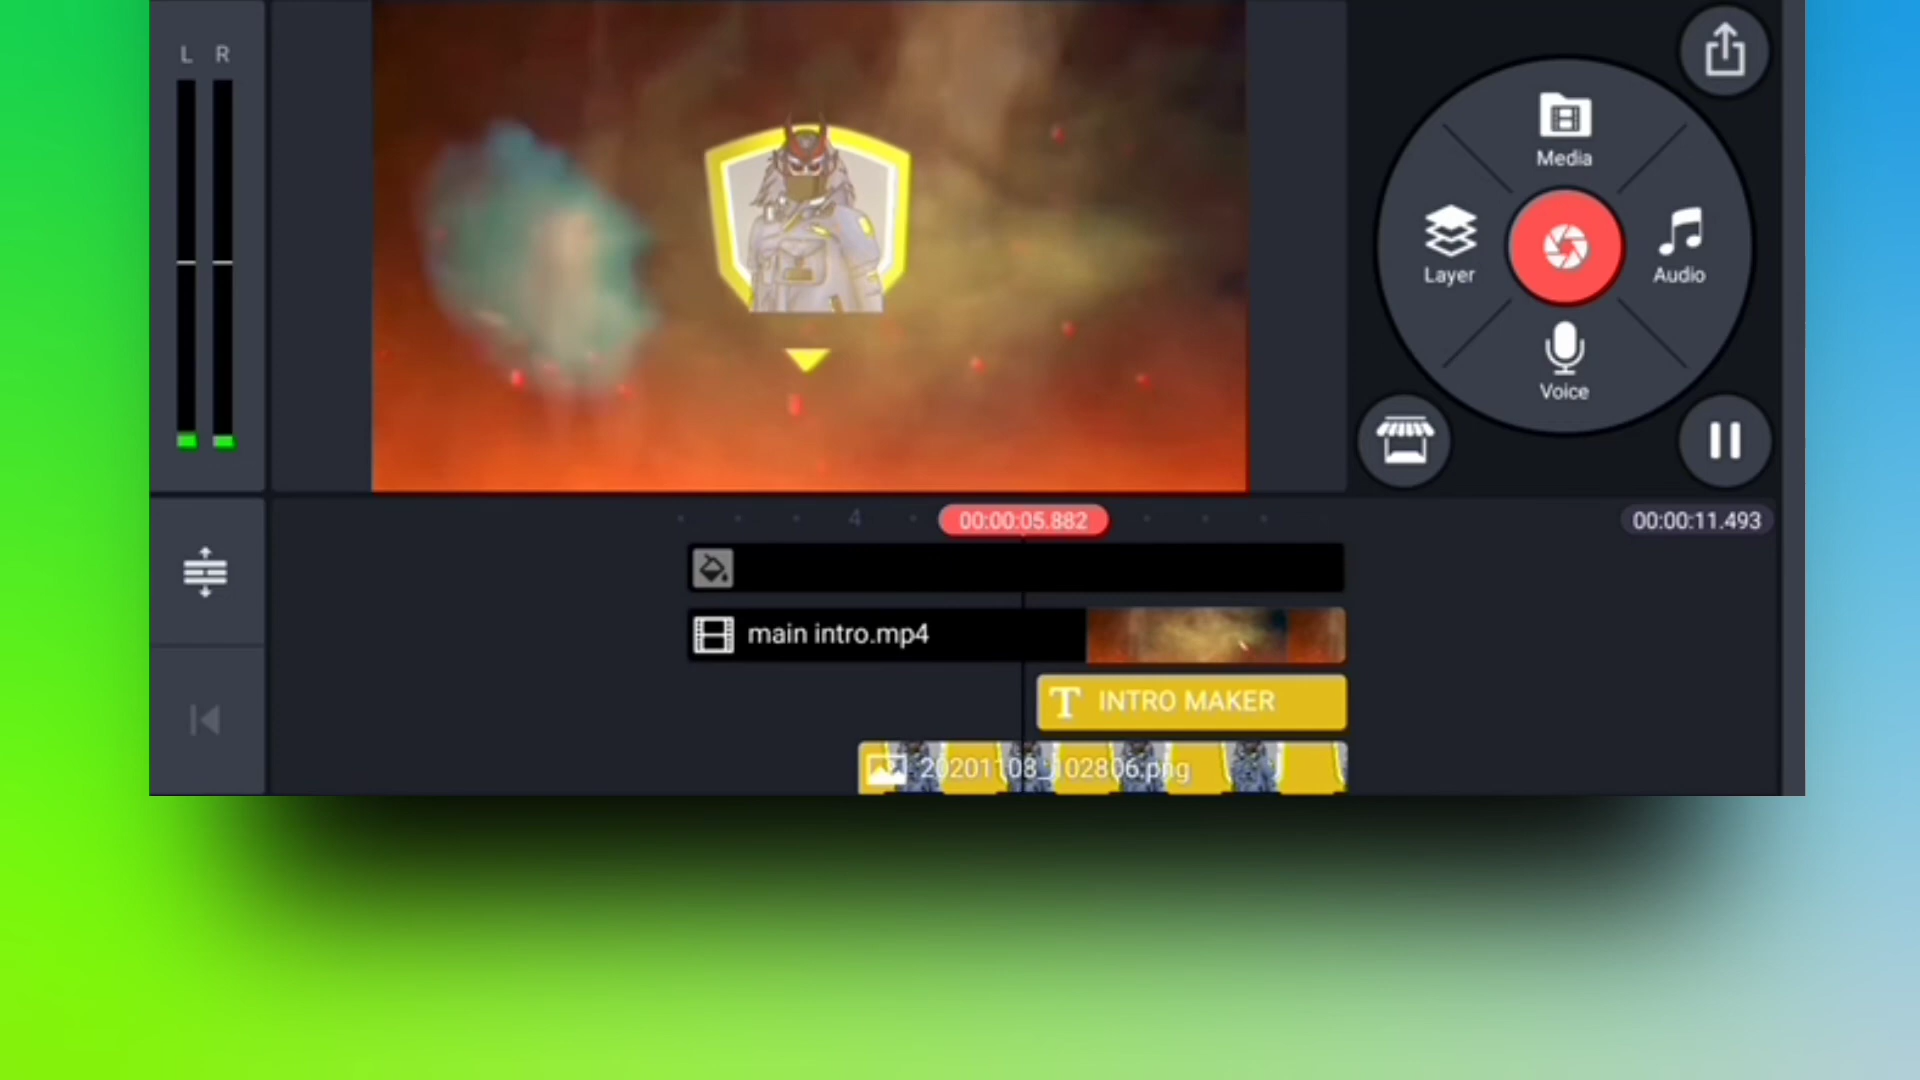 L R
Media
Layer
Audio
Voice
4
00:00:05.882
00:00:11.493
main intro.mp4
T INTRO MAKER
20201108_102806.png